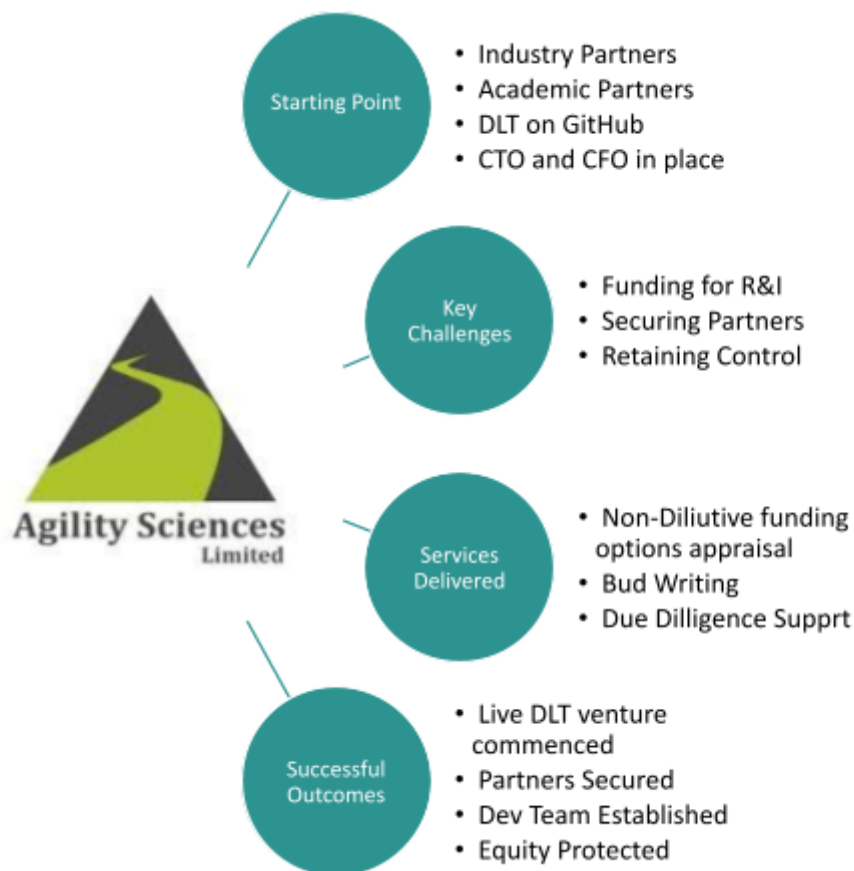 Starting Point
• Industry Partners
• Academic Partners
• DLT on GitHub
• CTO and CFO in place
Key
Challenges
• Funding for R&I
• Securing Partners
• Retaining Control
Agility Sciences
Limited
Services
Delivered
• Non-Diliutive funding
options appraisal
• Bud Writing
• Due Dilligence Supprt
Successful
Outcomes
• Live DLT venture
commenced
• Partners Secured
• Dev Team Established
• Equity Protected